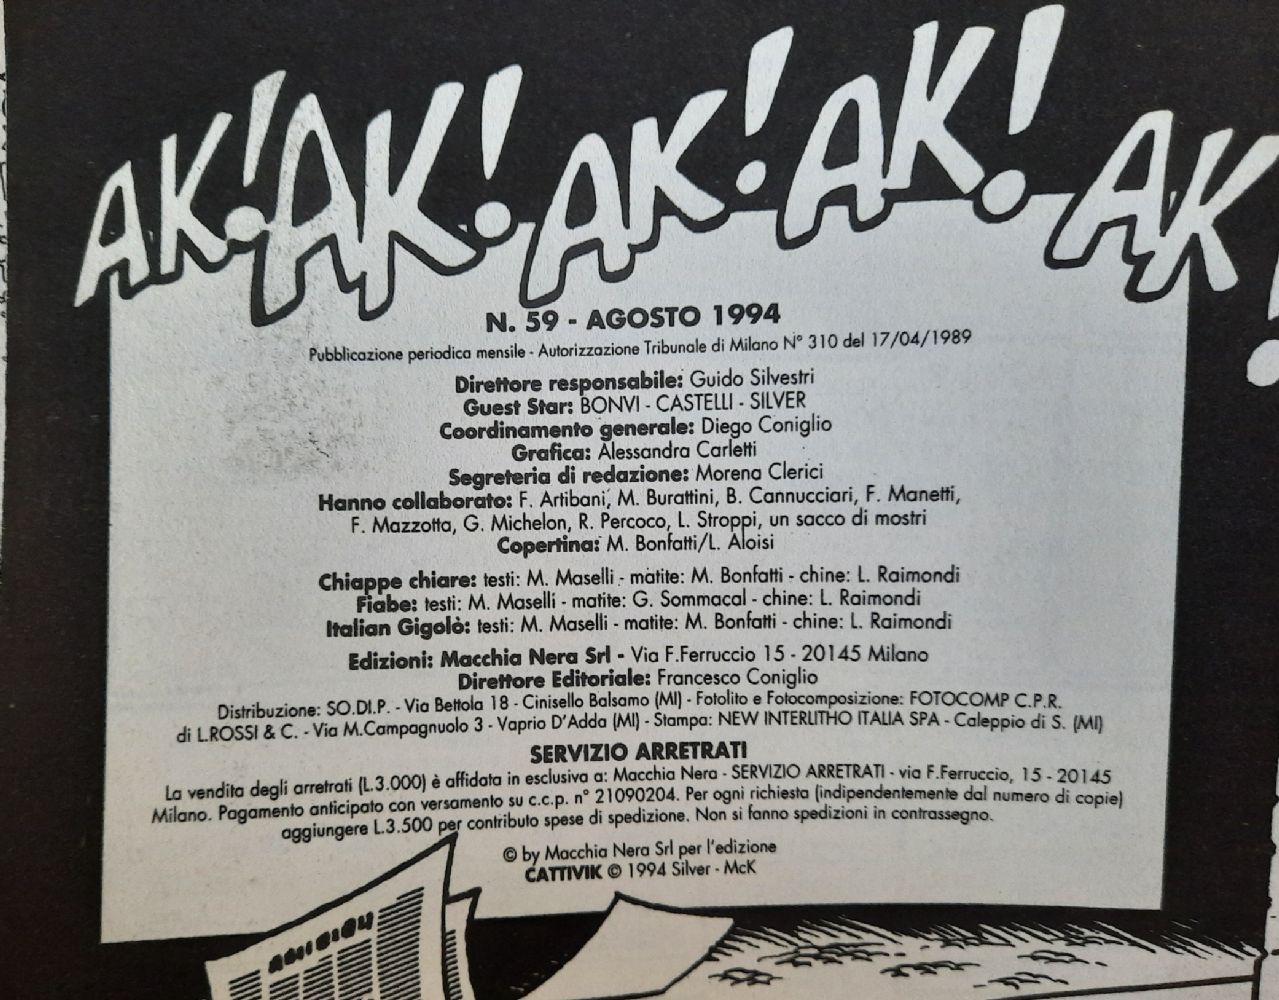 AK! AK! AK! AK! AK!
N. 59 - AGOSTO 1994
Pubblicazione periodica mensile - Autorizzazione Tribunale di Milano N° 310 del 17/04/1989
Direttore responsabile: Guido Silvestri
Guest Star: BONVI - CASTELLI - SILVER
Coordinamento generale: Diego Coniglio
Grafica: Alessandra Carletti
Segreteria di redazione: Morena Clerici
Hanno collaborato: F. Artibani, M. Burattini, B. Cannucciari, F. Manetti,
F. Mazzotta, G. Michelon, R. Percoco, L. Stroppi, un sacco di mostri
Copertina: M. Bonfatti/L. Aloisi
Chiappe chiare: testi: M. Maselli - matite: M. Bonfatti - chine: L. Raimondi
Fiabe: testi: M. Maselli - matite: G. Sommacal - chine: L. Raimondi
Italian Gigolò: testi: M. Maselli - matite: M. Bonfatti - chine: L. Raimondi
Edizioni: Macchia Nera Srl - Via F.Ferruccio 15 - 20145 Milano
Direttore Editoriale: Francesco Coniglio
Distribuzione: SO.DI.P. - Via Bettola 18 - Cinisello Balsamo (MI) - Fotolito e Fotocomposizione: FOTOCOMP C.P.R.
di L.ROSSI & C. - Via M.Campagnuolo 3 - Vaprio D'Adda (MI) - Stampa: NEW INTERLITHO ITALIA SPA - Caleppio di S. (MI)
SERVIZIO ARRETRATI
La vendita degli arretrati (L.3.000) è affidata in esclusiva a: Macchia Nera - SERVIZIO ARRETRATI - via F.Ferruccio, 15 - 20145
Milano. Pagamento anticipato con versamento su c.c.p. n° 21090204. Per ogni richiesta (indipendentemente dal numero di copie)
aggiungere L.3.500 per contributo spese di spedizione. Non si fanno spedizioni in contrassegno.
© by Macchia Nera Srl per l'edizione
CATTIVIK © 1994 Silver - McK